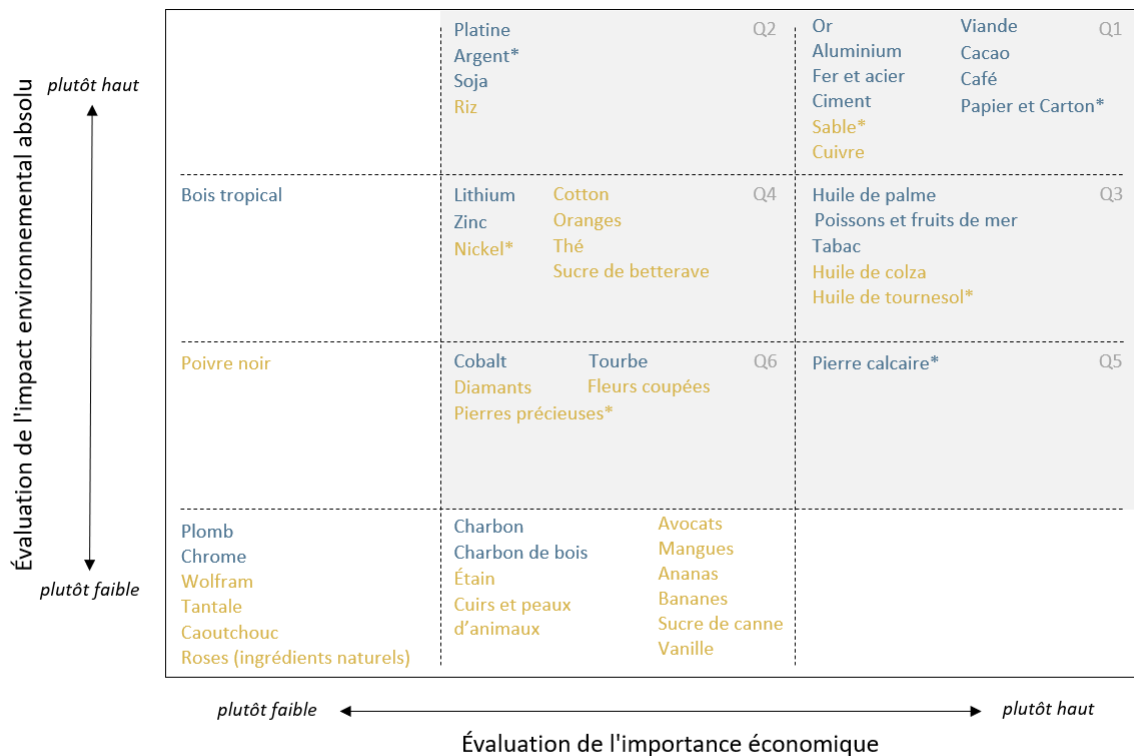 Évaluation de l'impact environnemental absolu
plutôt haut
plutôt faible
Platine
Argent*
Soja
Riz
Q2
Or
Aluminium
Fer et acier
Ciment
Sable*
Cuivre
Viande
Cacao
Café
Papier et Carton*
Q1
Bois tropical
Lithium
Zinc
Nickel*
Cotton
Oranges
Thé
Sucre de betterave
Q4
Huile de palme
Poissons et fruits de mer
Tabac
Huile de colza
Huile de tournesol*
Q3
Poivre noir
Cobalt
Diamants
Pierres précieuses*
Tourbe
Fleurs coupées
Q6
Pierre calcaire*
Q5
Plomb
Chrome
Wolfram
Tantale
Caoutchouc
Roses (ingrédients naturels)
Charbon
Charbon de bois
Étain
Cuirs et peaux
d’animaux
Avocats
Mangues
Ananas
Bananes
Sucre de canne
Vanille
plutôt faible
plutôt haut
Évaluation de l'importance économique